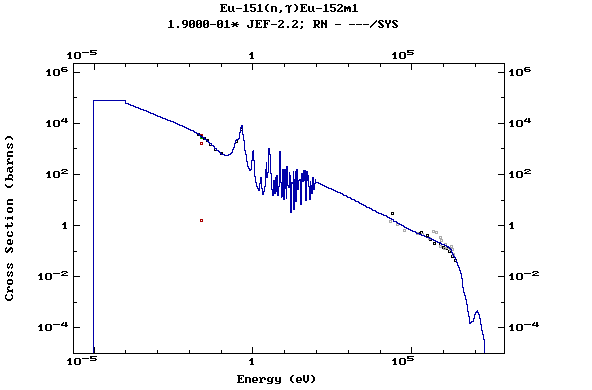 Eu-151(n,γ)Eu-152m1
1.9000-01* JEF-2.2; RN - ---/SYS
10^-5 1 10^5
10^6 10^6
10^4 10^4
10^2 10^2
1 1
10^-2 10^-2
10^-4 10^-4
10^-5 1 10^5
Cross Section (barns)
Energy (eV)